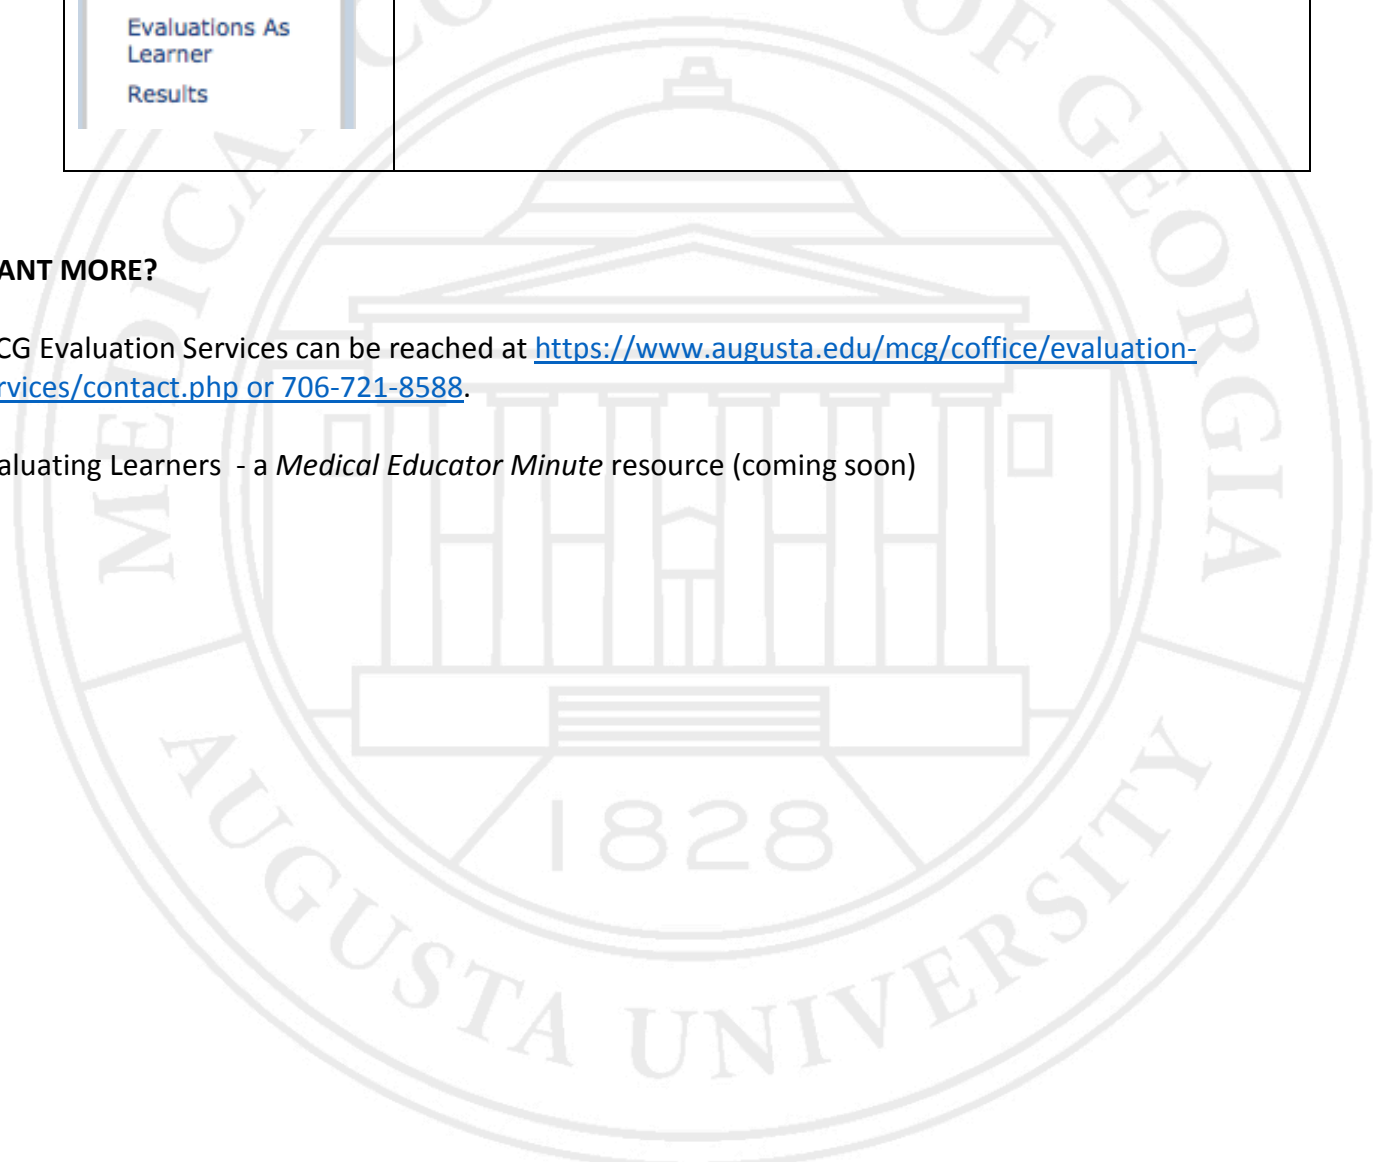 Evaluations As
Learner
Results
ANT MORE?
CG Evaluation Services can be reached at https://www.augusta.edu/mcg/coffice/evaluation-
rvices/contact.php or 706-721-8588.
aluating Learners  - a Medical Educator Minute resource (coming soon)
MEDICAL CO OF GEORGIA
1828
AUGUSTA UNIVERSITY